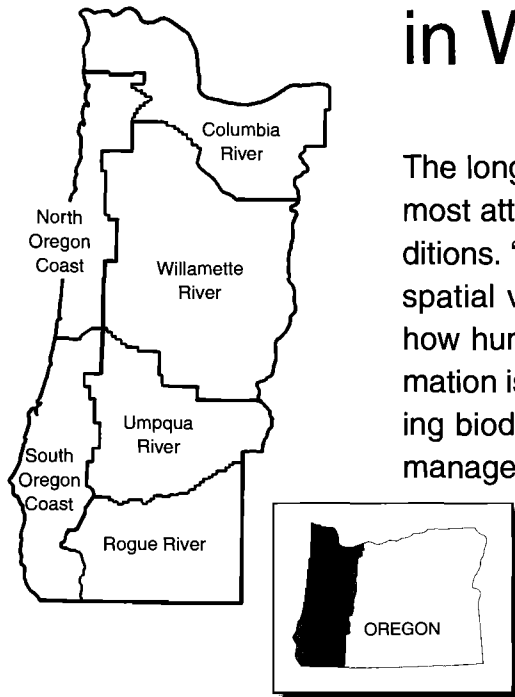 in W
Columbia
River
North
Oregon
Coast
Willamette
River
Umpqua
River
South
Oregon
Coast
Rogue River
The long
most att
ditions. “
spatial v
how hur
mation is
ing biod
manage
OREGON